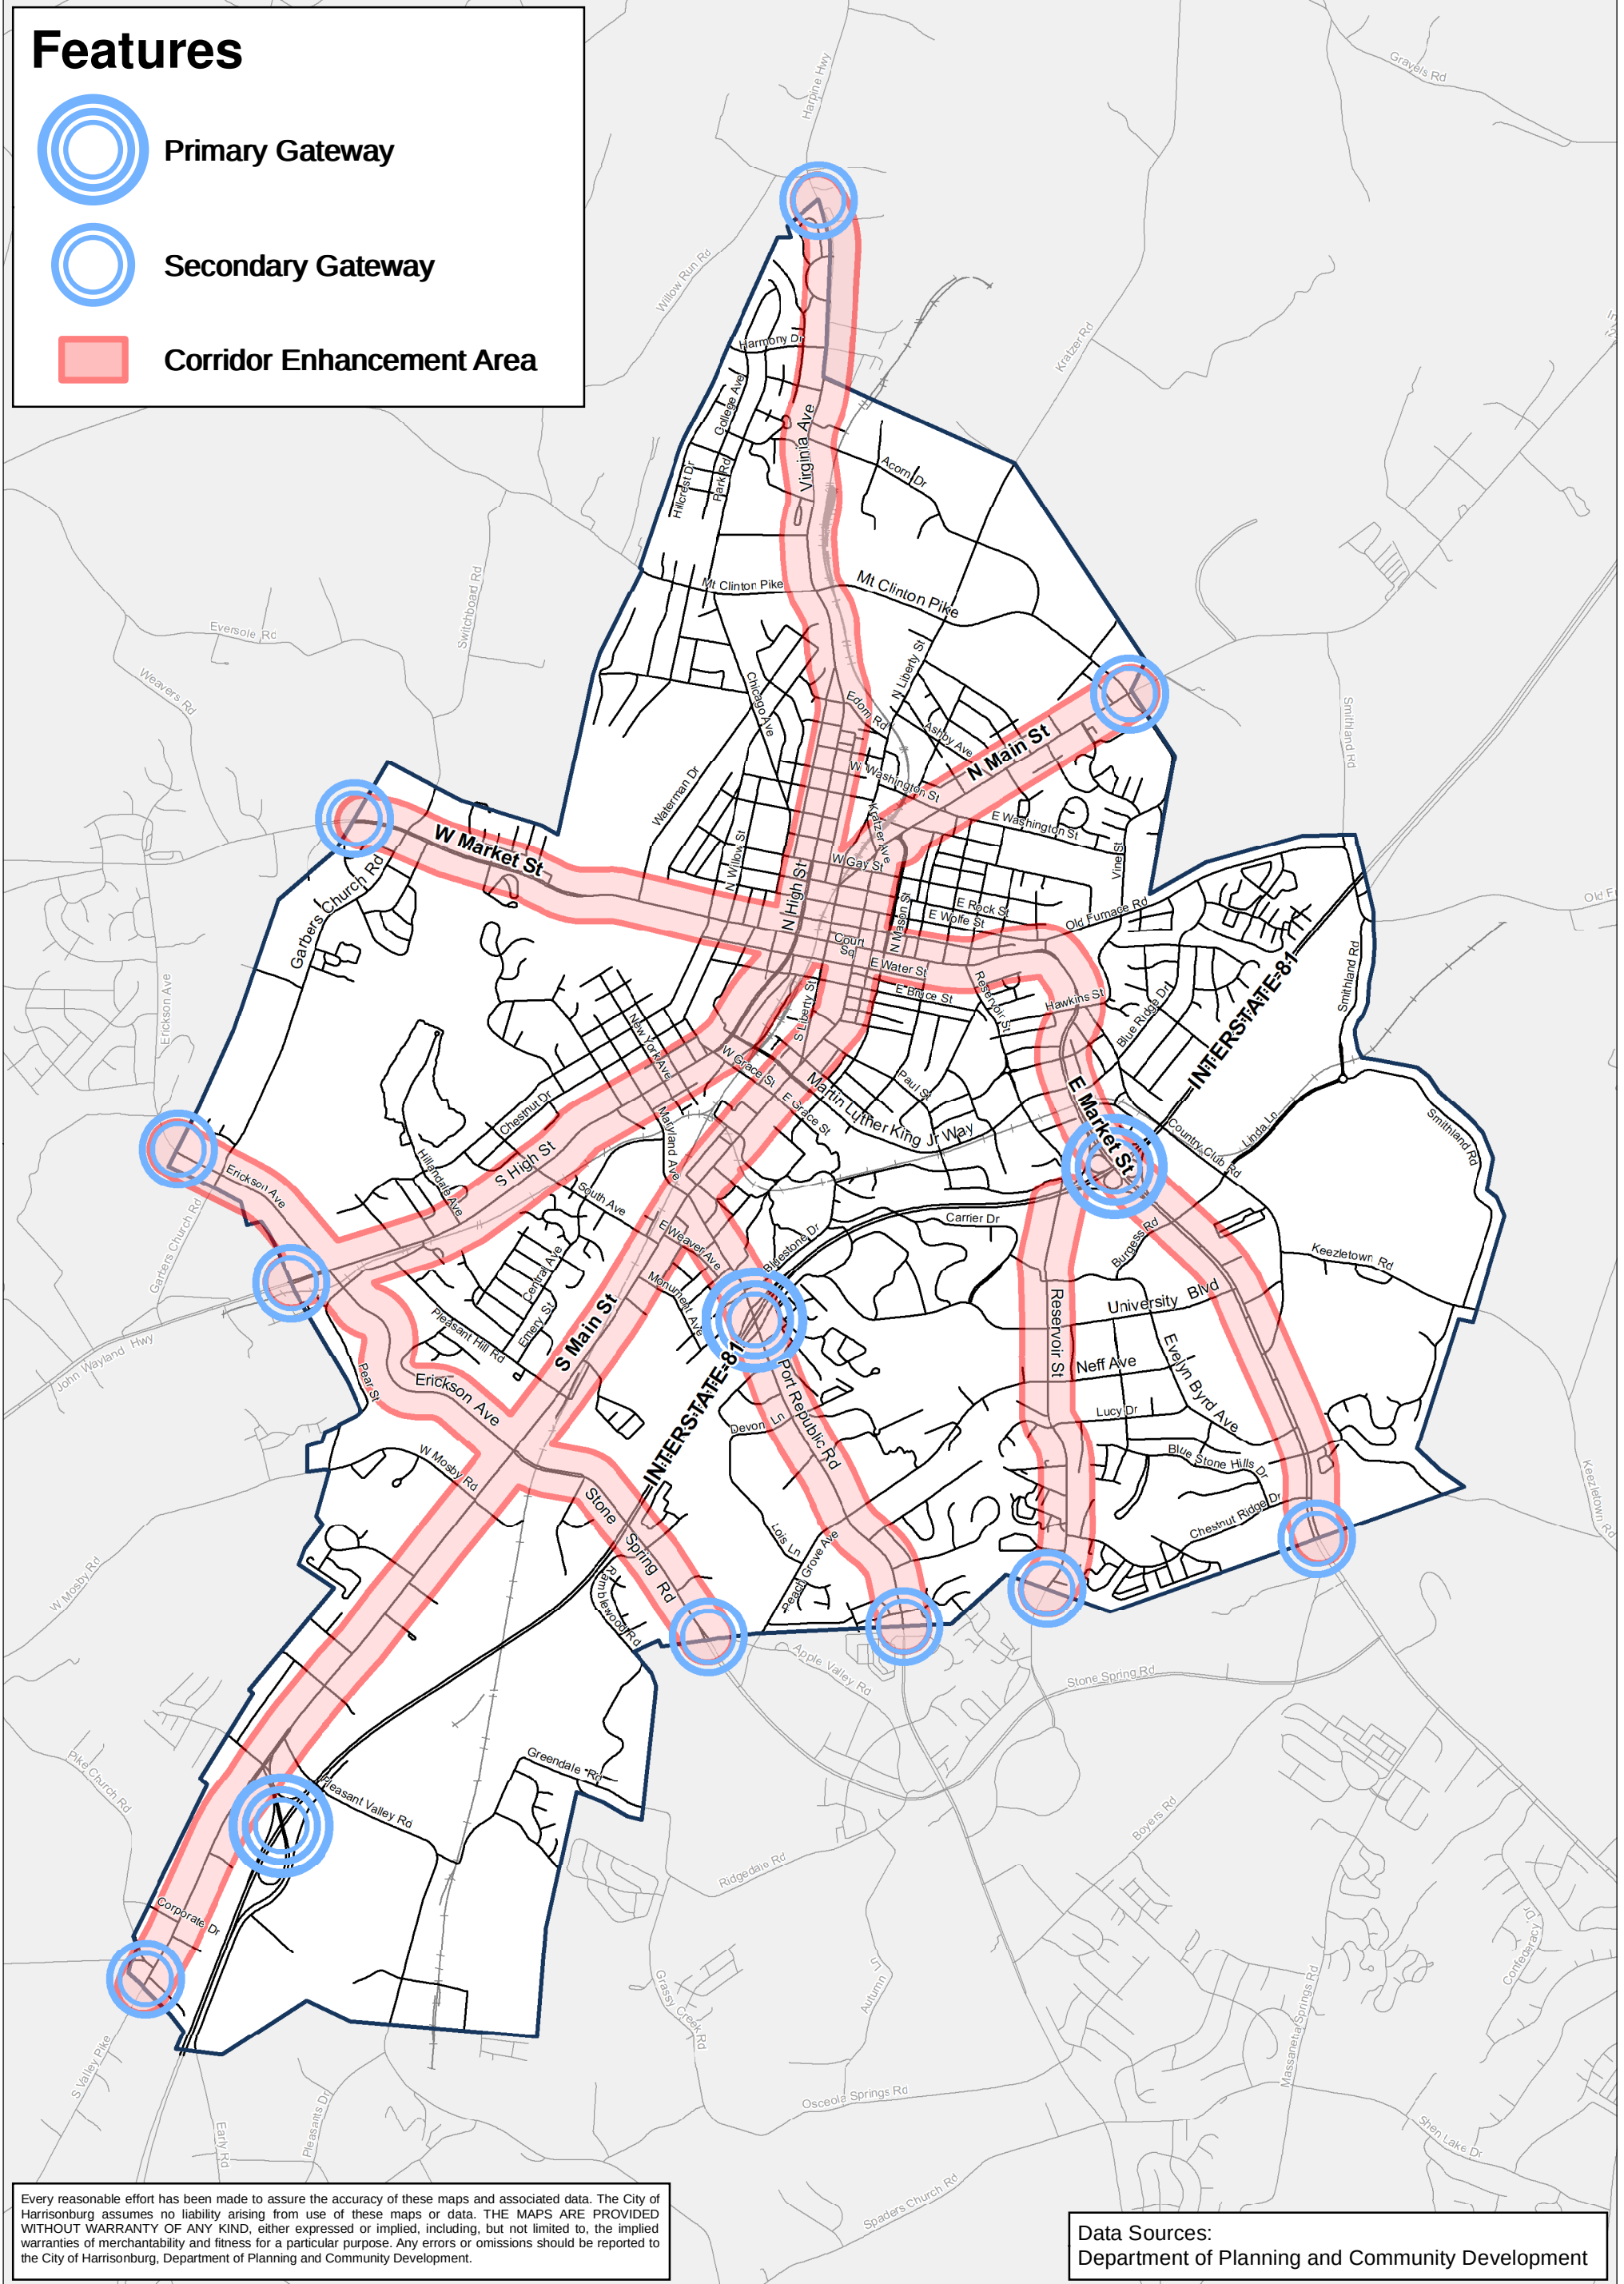 Features
Primary Gateway
Secondary Gateway
Corridor Enhancement Area
Harpine Hwy
Gravels Rd
Willow Run Rd
Kratzer Rd
Harmony Dr
College Ave
Virginia Ave
Hillcrest Dr
Park Rd
Acorn Dr
Switchboard Rd
Mt Clinton Pike
Mt Clinton Pike
Eversole Rd
Weavers Rd
N Liberty St
Chicago Ave
Edom Rd
Ashby Ave
N Main St
Smithland Rd
Waterman Dr
W Washington St
Kratzer Ave
E Washington St
W Market St
N Willow St
W Gay St
Vine St
Garbers Church Rd
N High St
N Mason St
E Rock St
E Wolfe St
Old Furnace Rd
Court
Sq
E Water St
E Bruce St
Reservoir St
Hawkins St
Blue Ridge Dr
INTERSTATE-81
Smithland Rd
Erickson Ave
S Liberty St
New York Ave
W Grace St
E Grace St
Martin Luther King Jr Way
Paul St
E Market St
Country Club Rd
Linda Ln
Smithland Rd
Chestnut Dr
Maryland Ave
S High St
Hillandale Ave
Erickson Ave
Garbers Church Rd
South Ave
E Weaver Ave
Bluestone Dr
Carrier Dr
Burgess Rd
Keezletown Rd
Central Ave
Monument Ave
Emery St
Pleasant Hill Rd
S Main St
University Blvd
Reservoir St
Neff Ave
Evelyn Byrd Ave
John Wayland Hwy
Pear St
Erickson Ave
INTERSTATE-81
Port Republic Rd
Devon Ln
Lucy Dr
Blue Stone Hills Dr
Chestnut Ridge Dr
W Mosby Rd
W Mosby Rd
Stone Spring Rd
Lois Ln
Peach Grove Ave
Ramblewood Rd
Keezletown Rd
Apple Valley Rd
Stone Spring Rd
Pike Church Rd
Greendale Rd
Pleasant Valley Rd
Boyers Rd
Ridgedale Rd
Corporate Dr
Confederacy Dr
Grassy Creek Rd
Autumn
Massanetta Springs Rd
S Valley Pike
Early Rd
Pleasants Dr
Osceola Springs Rd
Shen Lake Dr
Spaders Church Rd
Every reasonable effort has been made to assure the accuracy of these maps and associated data. The City of
Harrisonburg assumes no liability arising from use of these maps or data. THE MAPS ARE PROVIDED
WITHOUT WARRANTY OF ANY KIND, either expressed or implied, including, but not limited to, the implied
warranties of merchantability and fitness for a particular purpose. Any errors or omissions should be reported to
the City of Harrisonburg, Department of Planning and Community Development.
Data Sources:
Department of Planning and Community Development